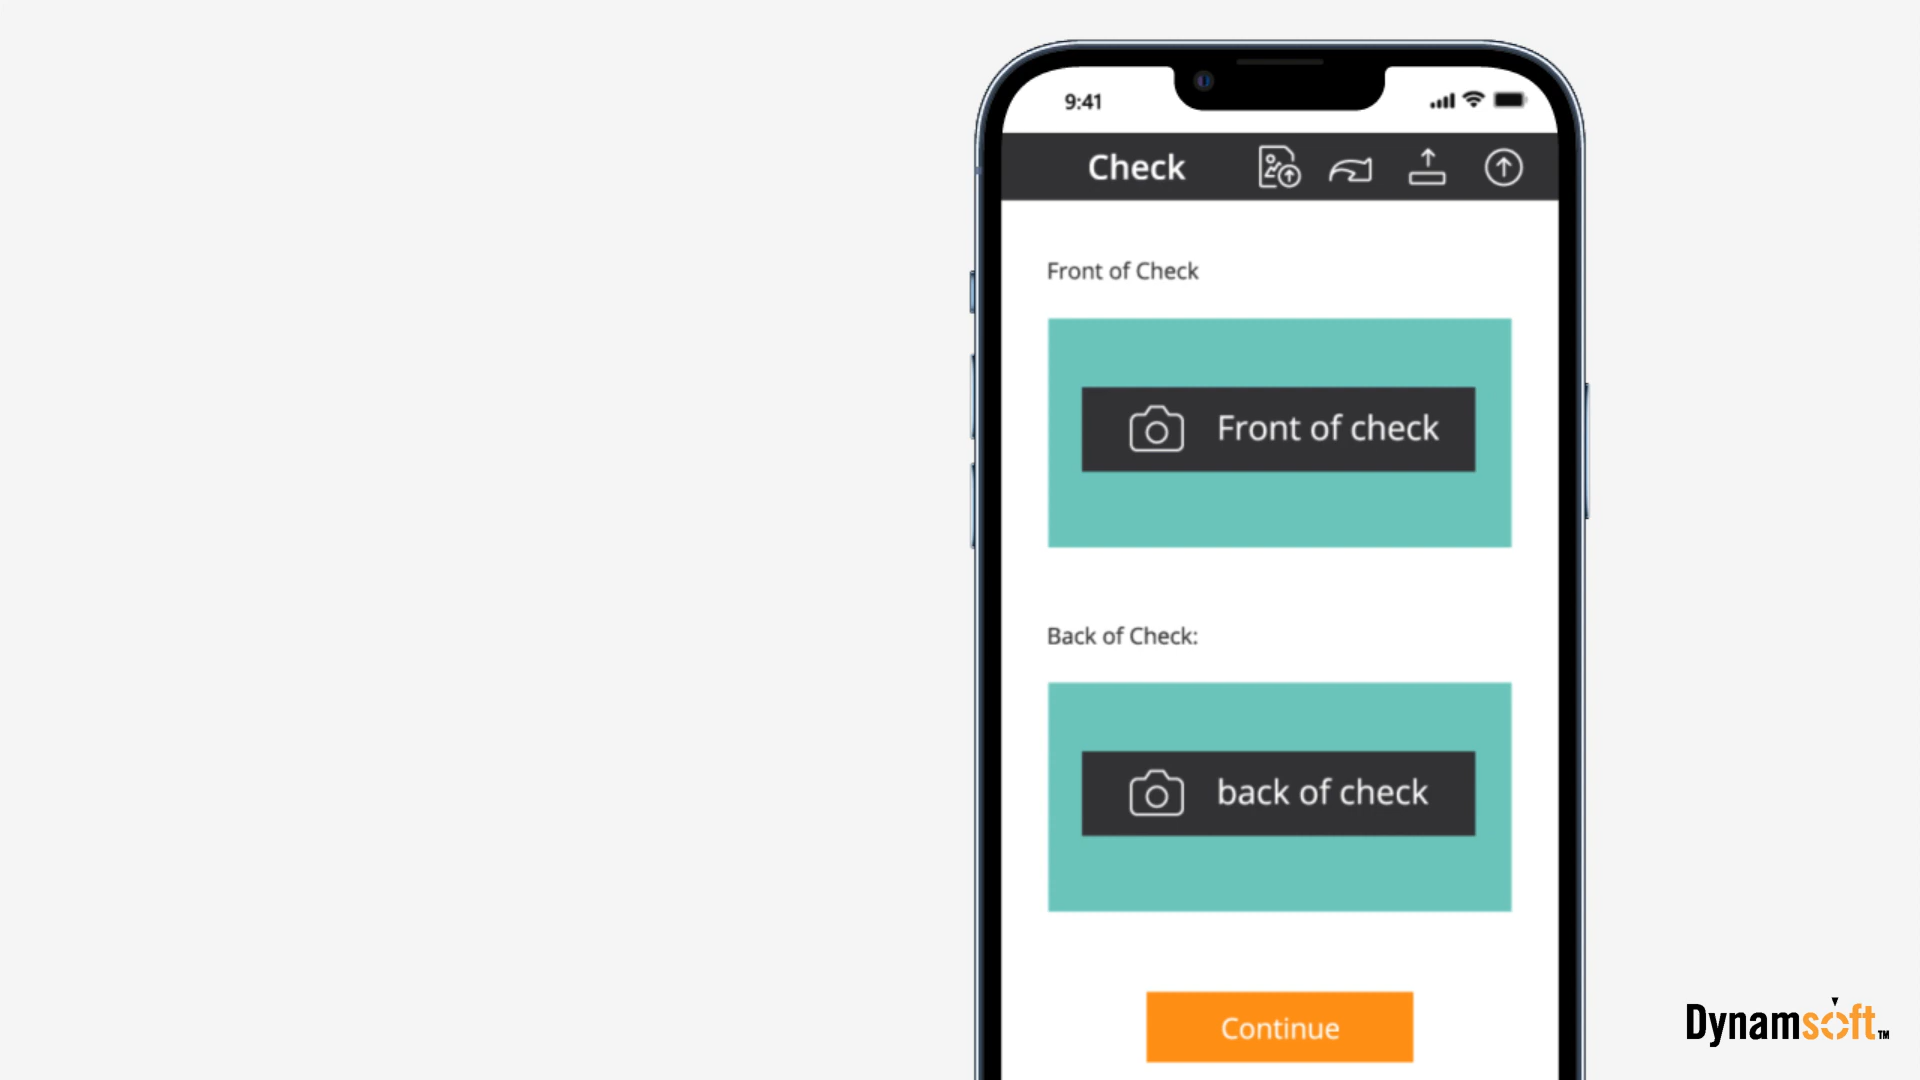 9:41
Check
Front of Check
Front of check
Back of Check:
back of check
Continue
Dynamsoft™